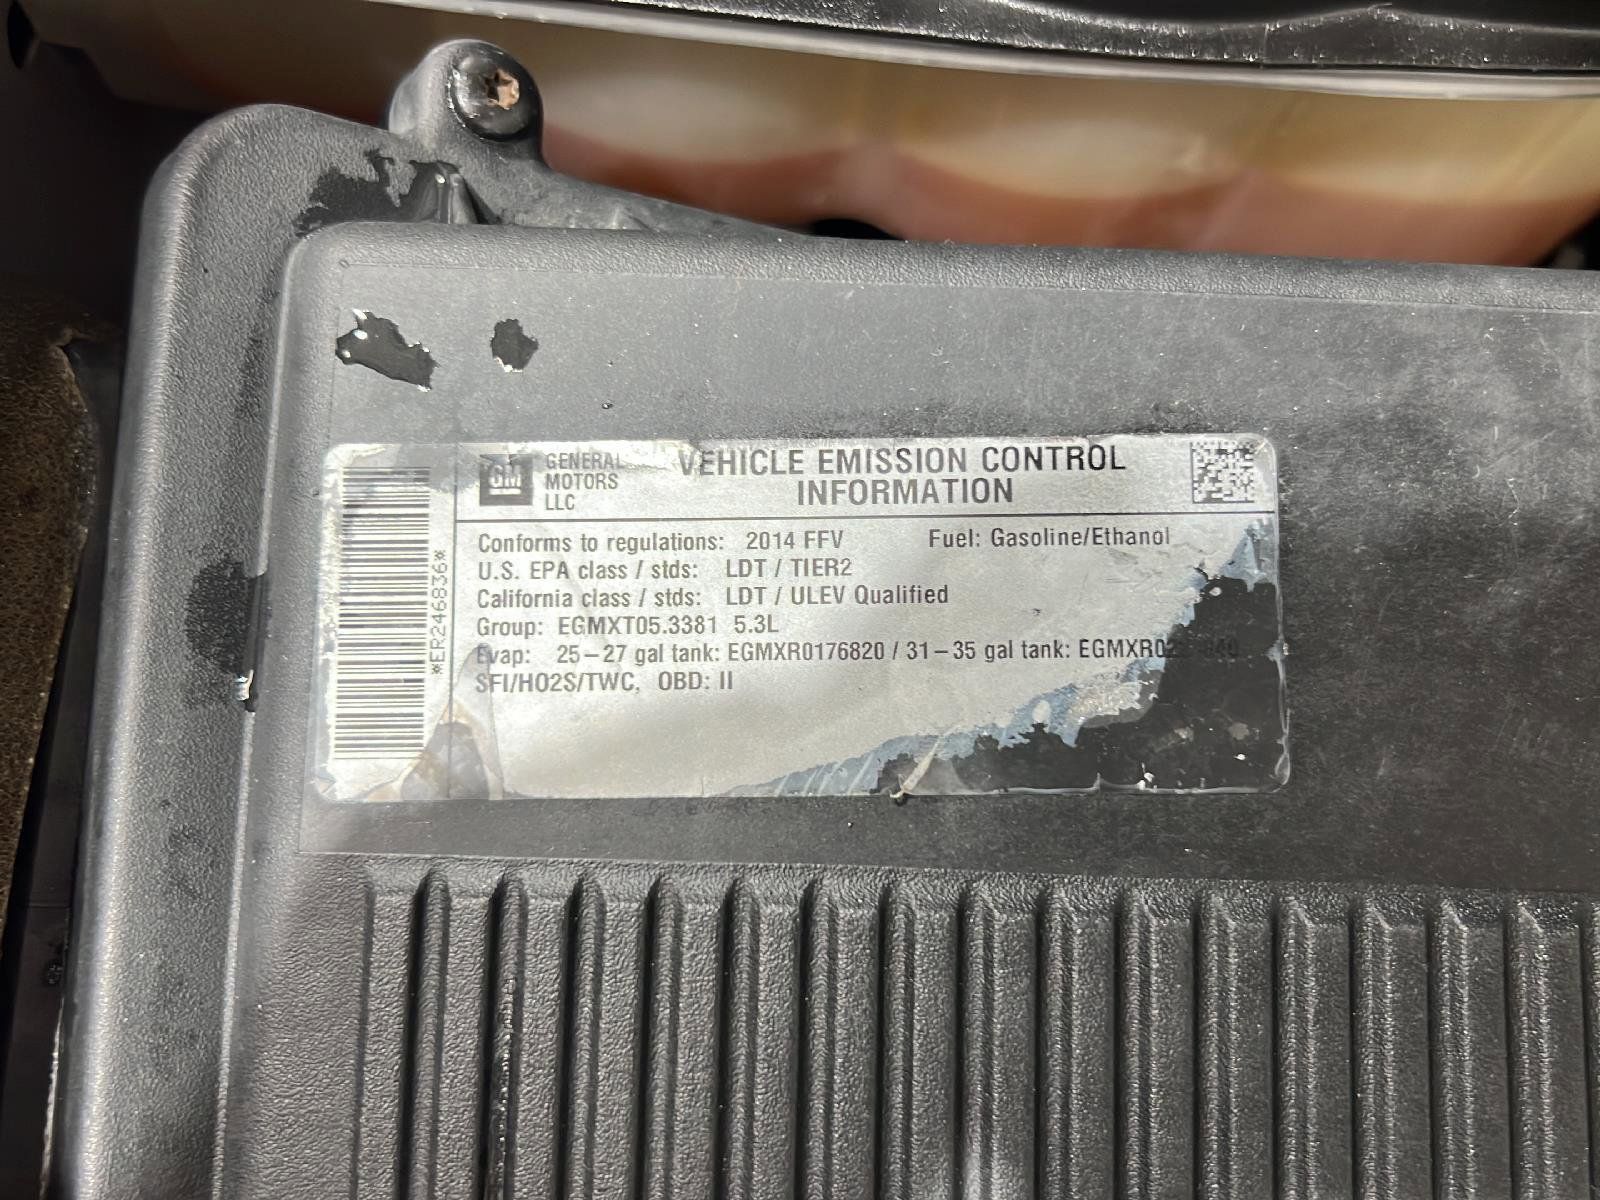 GM
GENERAL
MOTORS
LLC
VEHICLE EMISSION CONTROL
INFORMATION
Conforms to regulations: 2014 FFV Fuel: Gasoline/Ethanol
U.S. EPA class / stds: LDT / TIER2
California class / stds: LDT / ULEV Qualified
Group: EGMXT05.3381 5.3L
Evap: 25–27 gal tank: EGMXR0176820 / 31–35 gal tank:
SFI/HO2S/TWC, OBD: II
*ER246836*